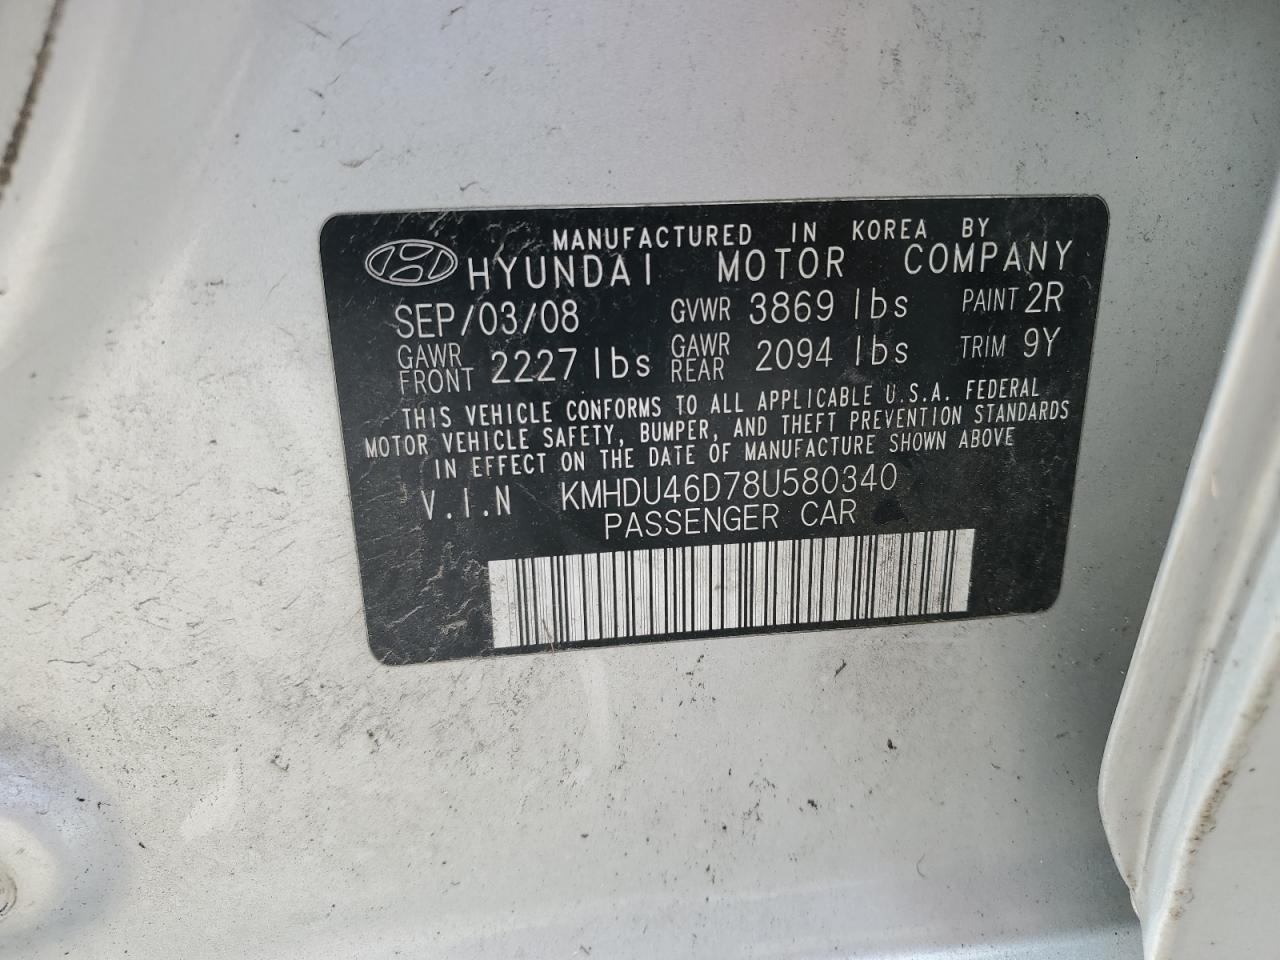 MANUFACTURED IN KOREA BY
HYUNDAI MOTOR COMPANY
SEP/03/08 GVWR 3869 lbs PAINT 2R
GAWR FRONT 2227 lbs GAWR REAR 2094 lbs TRIM 9Y
THIS VEHICLE CONFORMS TO ALL APPLICABLE U.S.A. FEDERAL
MOTOR VEHICLE SAFETY, BUMPER, AND THEFT PREVENTION STANDARDS
IN EFFECT ON THE DATE OF MANUFACTURE SHOWN ABOVE
V.I.N KMHDU46D78U580340
PASSENGER CAR